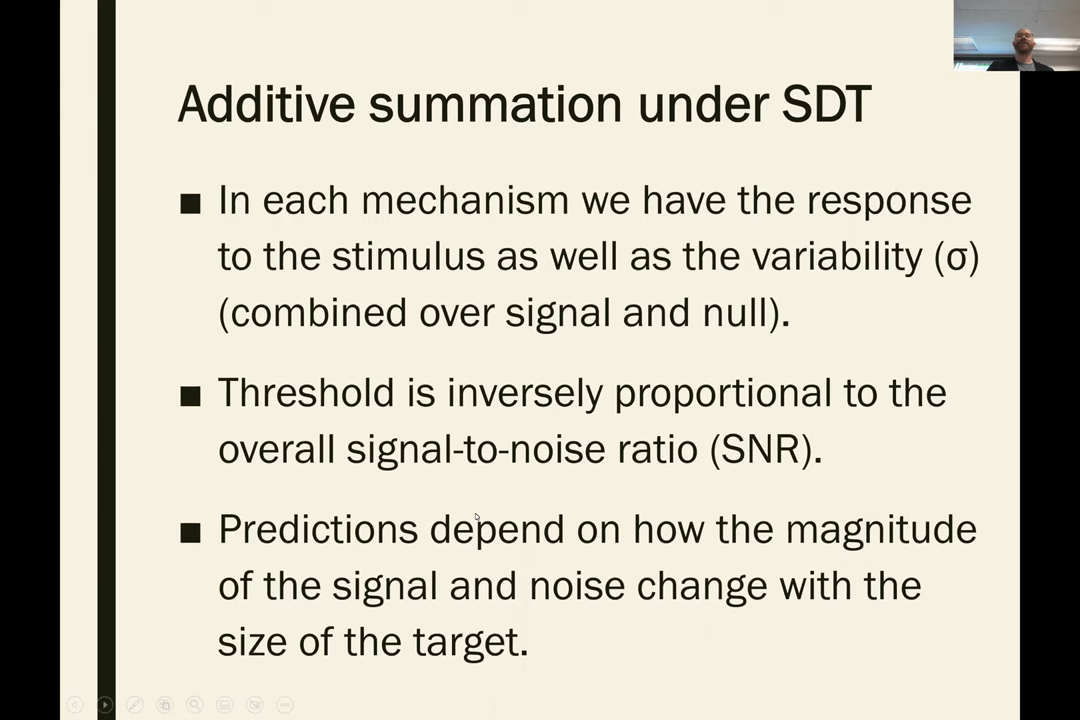 Additive summation under SDT
■ In each mechanism we have the response
to the stimulus as well as the variability (σ)
(combined over signal and null).
■ Threshold is inversely proportional to the
overall signal-to-noise ratio (SNR).
■ Predictions depend on how the magnitude
of the signal and noise change with the
size of the target.